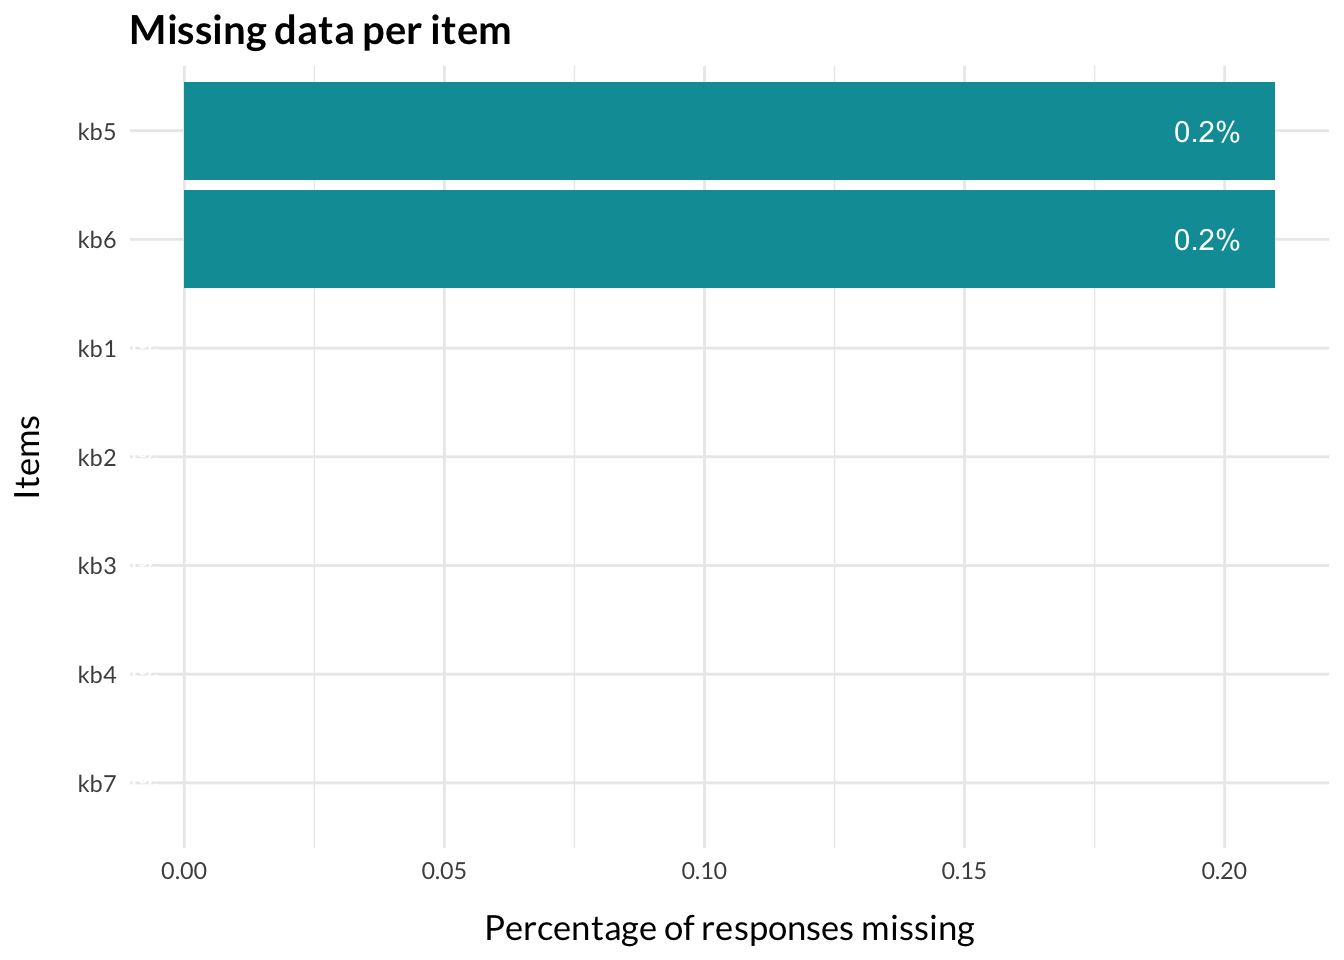 Missing data per item
kb5
0.2%
kb6
0.2%
kb1
kb2
kb3
kb4
kb7
Items
0.00 0.05 0.10 0.15 0.20
Percentage of responses missing